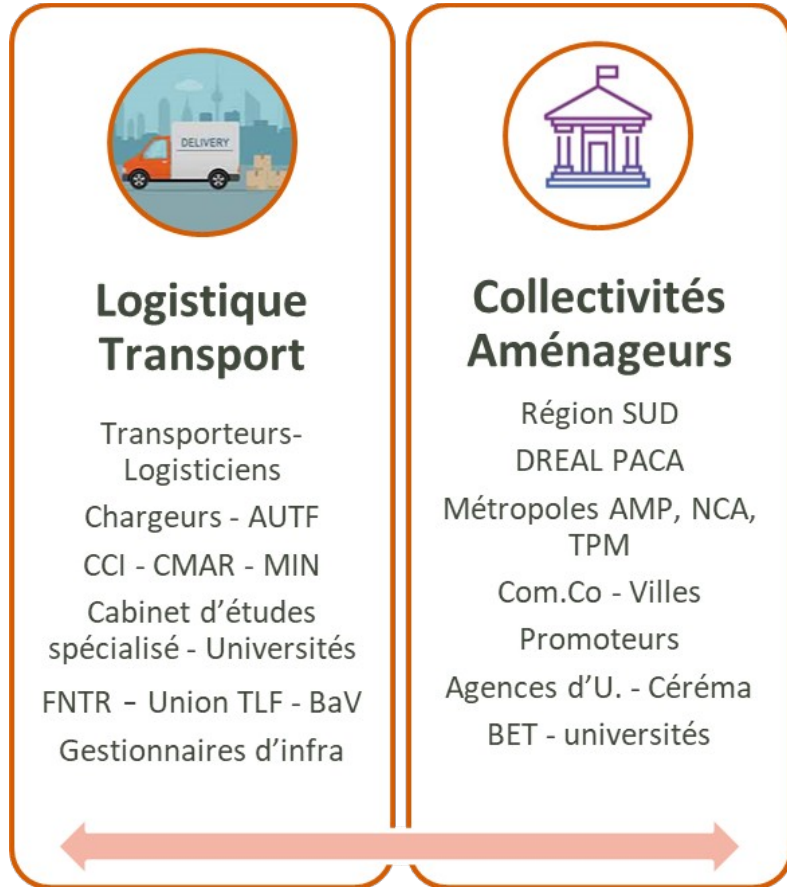 DELIVERY
Logistique
Transport
Transporteurs-
Logisticiens
Chargeurs - AUTF
CCI - CMAR - MIN
Cabinet d'études
spécialisé - Universités
FNTR – Union TLF - BaV
Gestionnaires d'infra
Collectivités
Aménageurs
Région SUD
DREAL PACA
Métropoles AMP, NCA,
TPM
Com.Co - Villes
Promoteurs
Agences d'U. - Céréma
BET - universités